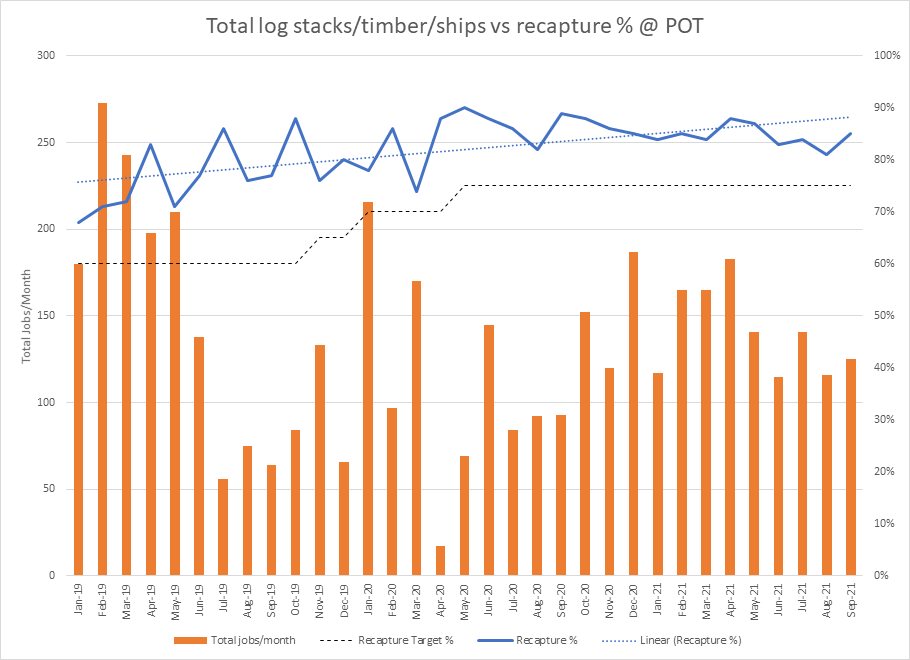 Total log stacks/timber/ships vs recapture % @ POT
300
250
200
150
100
50
0
Total Jobs/Month
100%
90%
80%
70%
60%
50%
40%
30%
20%
10%
0%
Jan-19
Feb-19
Mar-19
Apr-19
May-19
Jun-19
Jul-19
Aug-19
Sep-19
Oct-19
Nov-19
Dec-19
Jan-20
Feb-20
Mar-20
Apr-20
May-20
Jun-20
Jul-20
Aug-20
Sep-20
Oct-20
Nov-20
Dec-20
Jan-21
Feb-21
Mar-21
Apr-21
May-21
Jun-21
Jul-21
Aug-21
Sep-21
Total jobs/month
Recapture Target %
Recapture %
Linear (Recapture %)